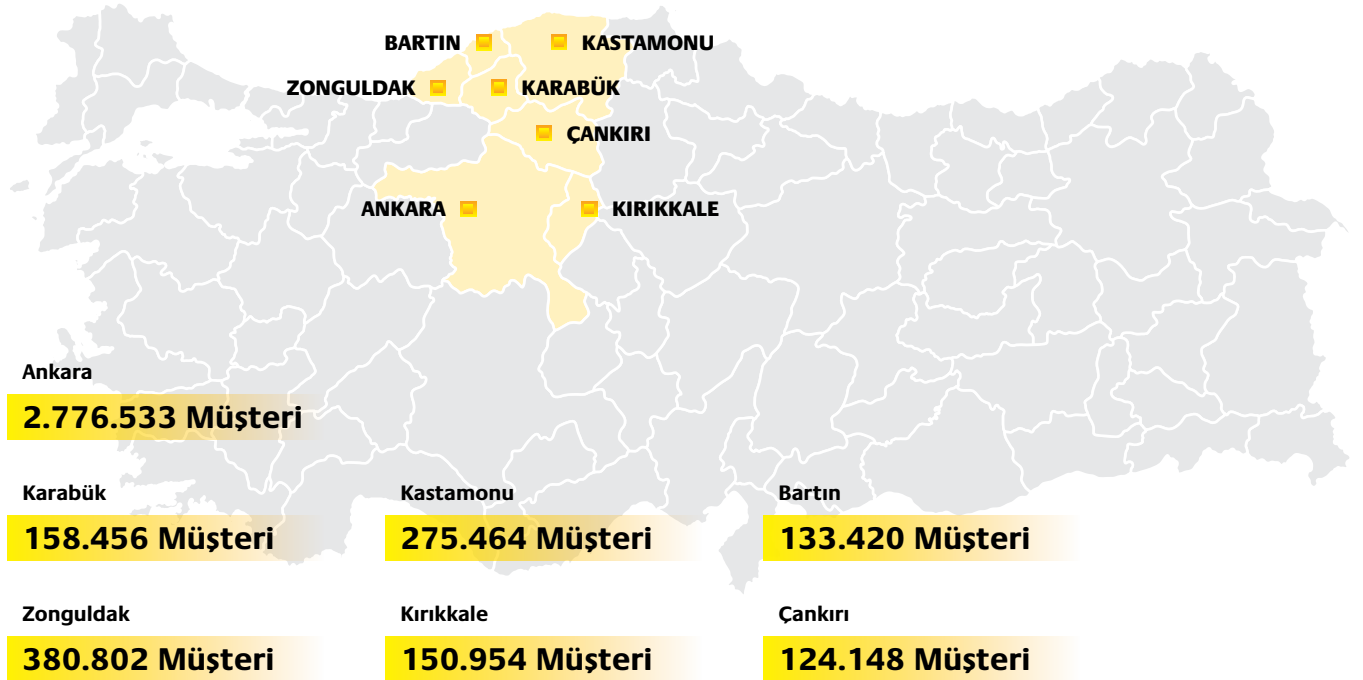 BARTIN
KASTAMONU
ZONGULDAK
KARABÜK
ÇANKIRI
ANKARA
KIRIKKALE
Ankara
2.776.533 Müşteri
Karabük
158.456 Müşteri
Kastamonu
275.464 Müşteri
Bartın
133.420 Müşteri
Zonguldak
380.802 Müşteri
Kırıkkale
150.954 Müşteri
Çankırı
124.148 Müşteri